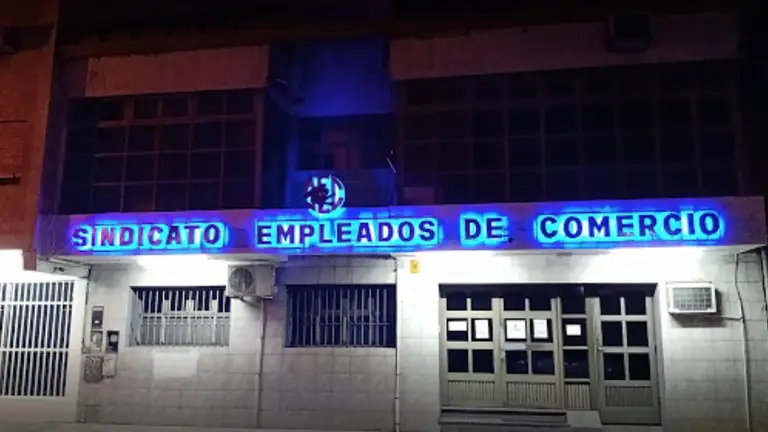 SINDICATO EMPLEADOS DE COMERCIO